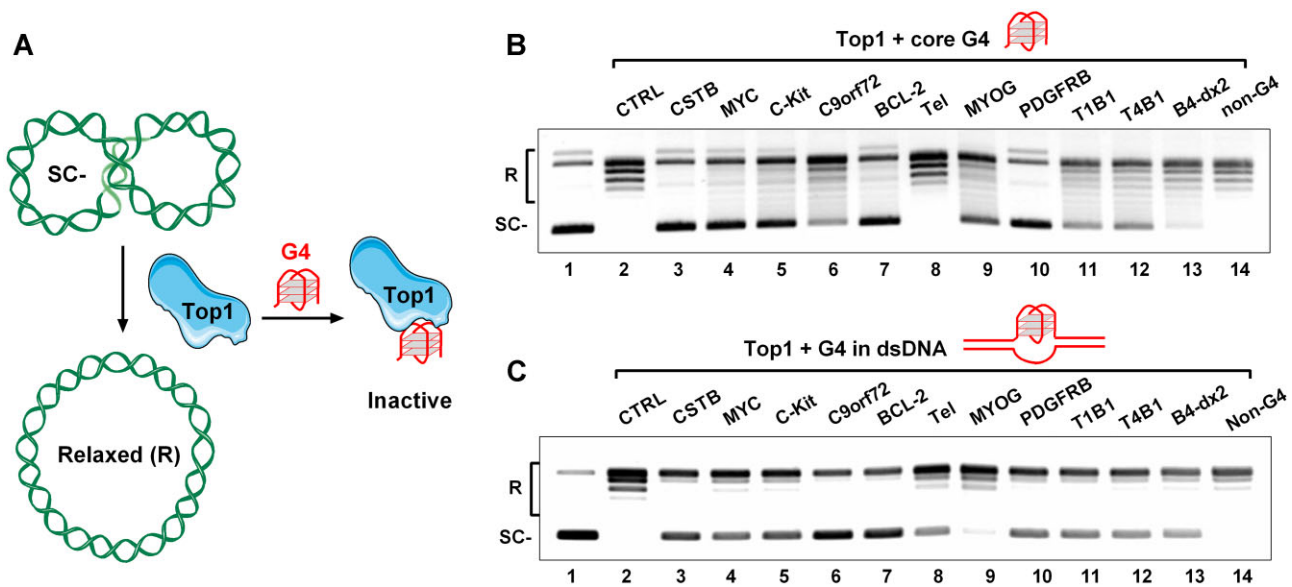 A
SC-
Top1
G4
Top1
Inactive
Relaxed (R)
B
Top1 + core G4
CTRL CSTB MYC C-Kit C9orf72 BCL-2 Tel MYOG PDGFRB T1B1 T4B1 B4-dx2 non-G4
R
SC-
1 2 3 4 5 6 7 8 9 10 11 12 13 14
C
Top1 + G4 in dsDNA
CTRL CSTB MYC C-Kit C9orf72 BCL-2 Tel MYOG PDGFRB T1B1 T4B1 B4-dx2 Non-G4
R
SC-
1 2 3 4 5 6 7 8 9 10 11 12 13 14